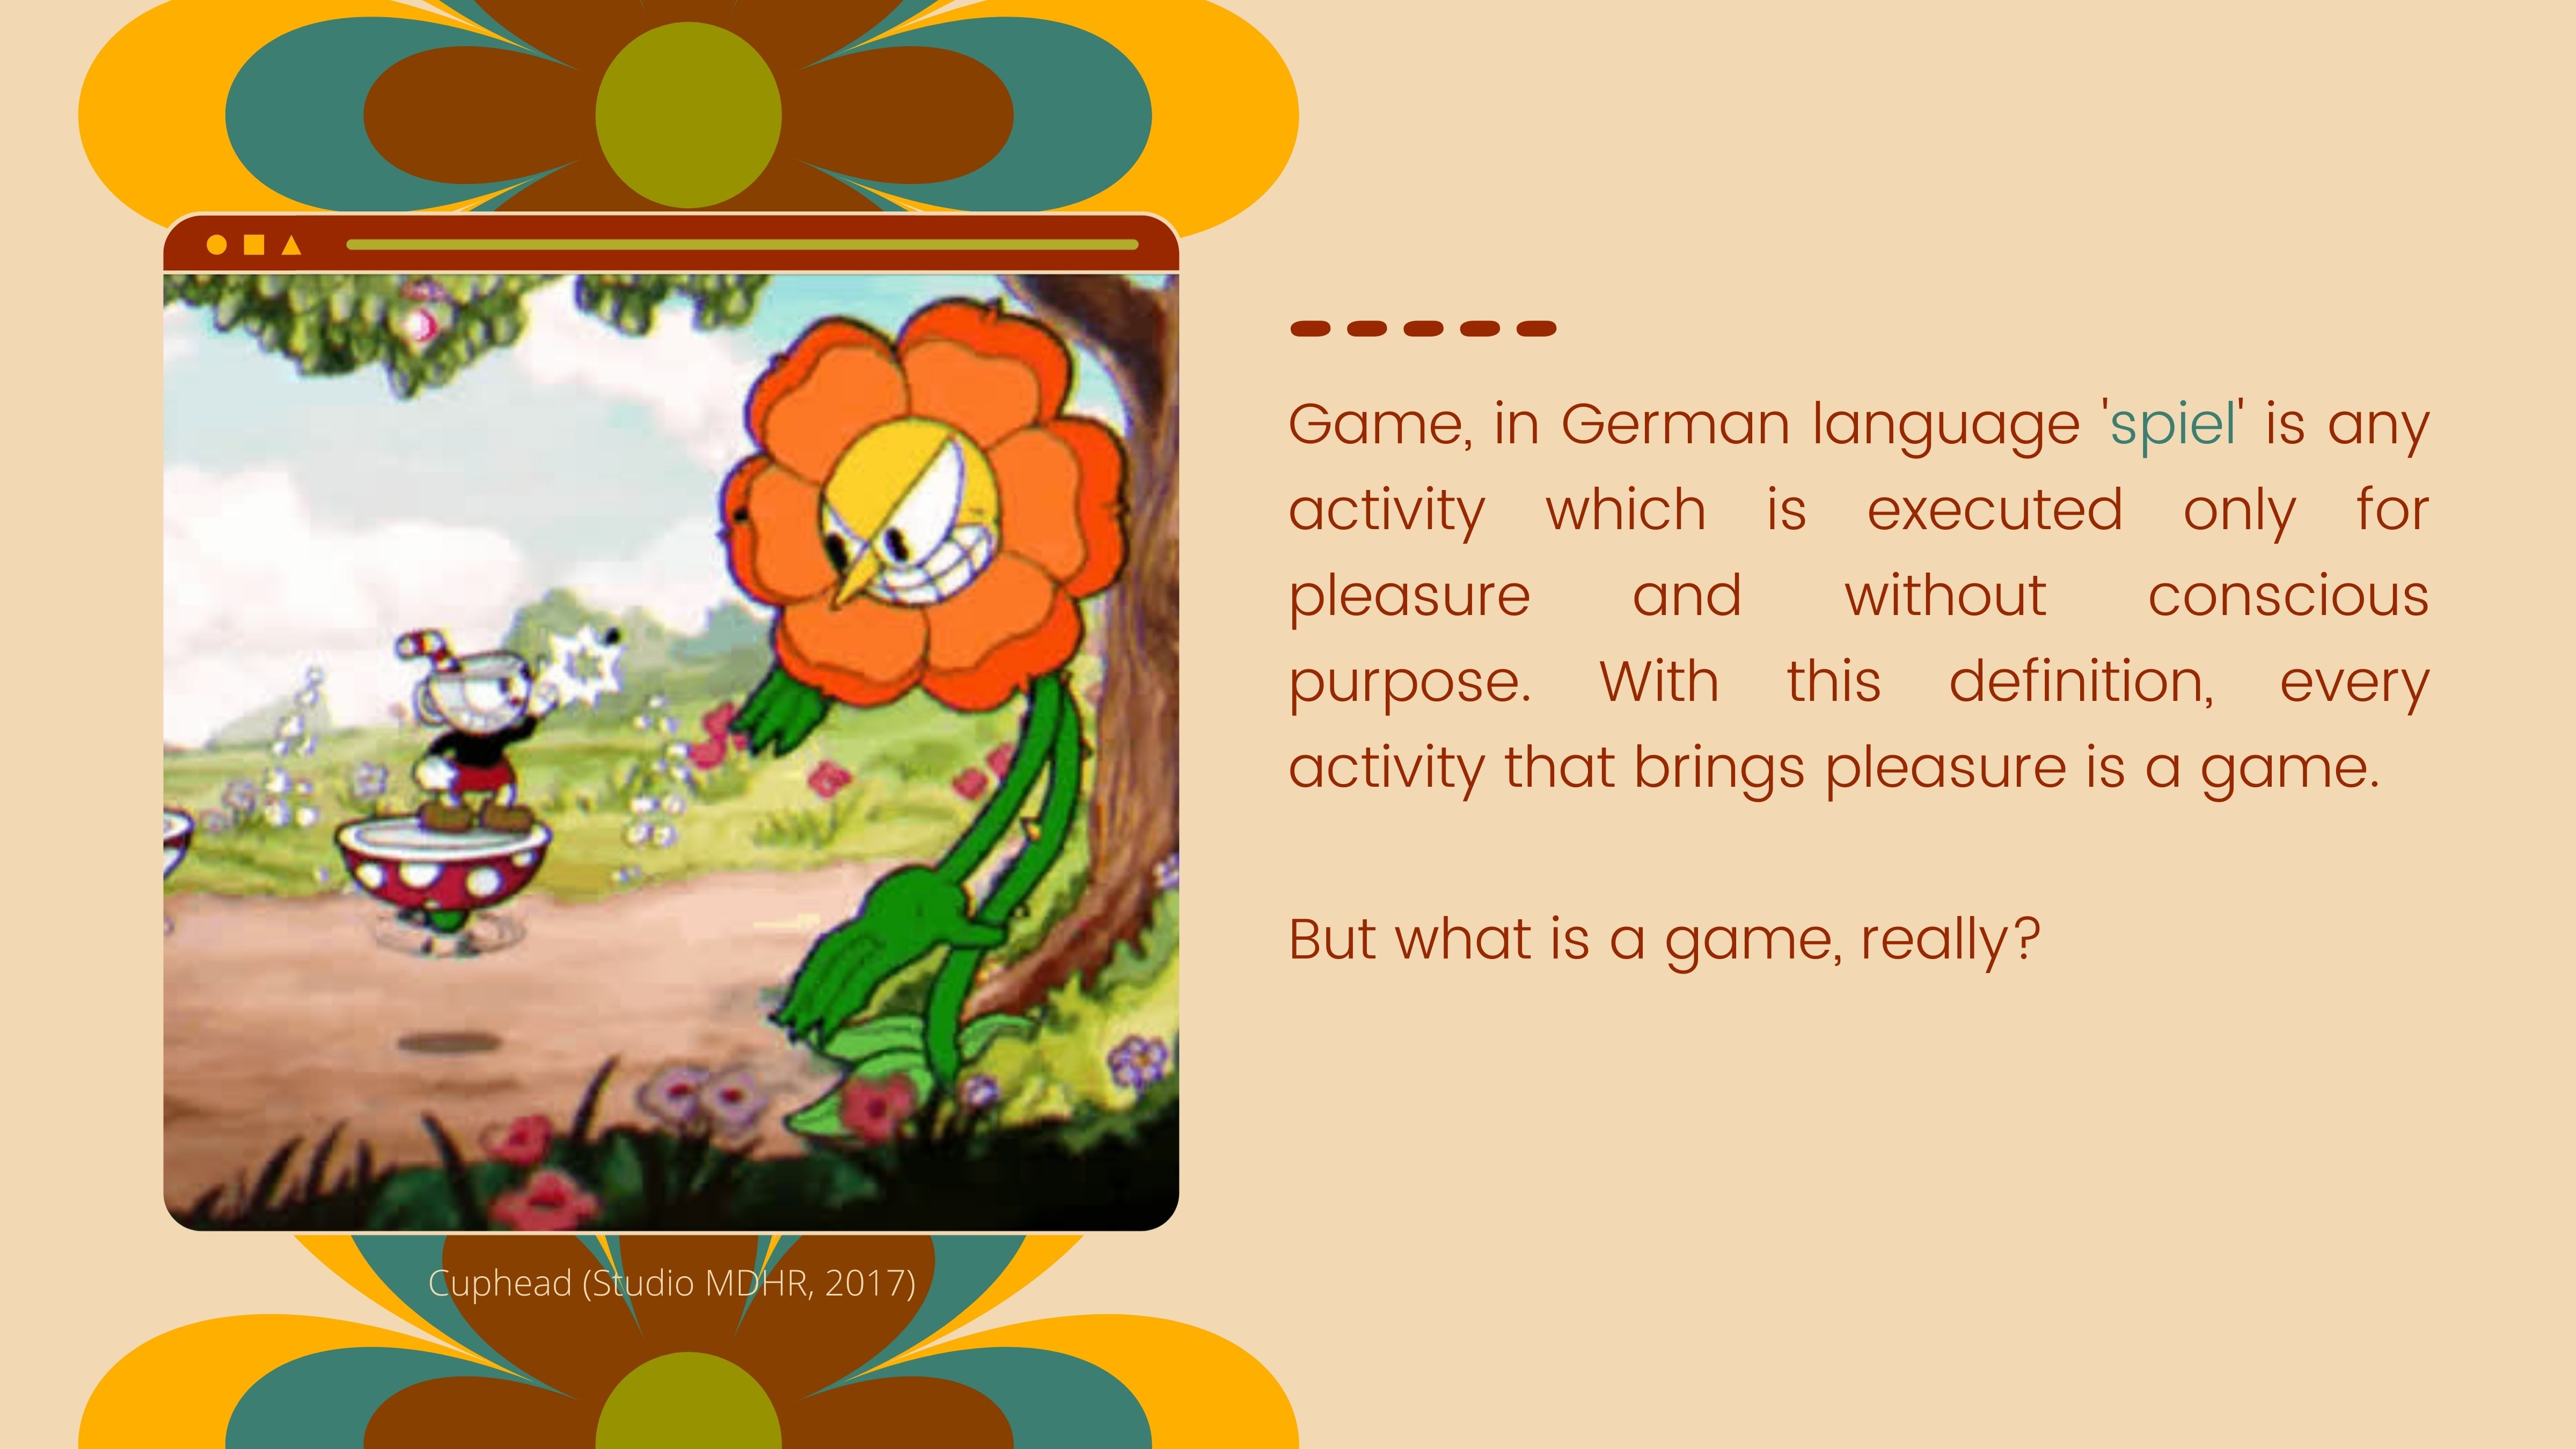 Game, in German language 'spiel' is any
activity which is executed only for
pleasure and without conscious
purpose. With this definition, every
activity that brings pleasure is a game.
But what is a game, really?
Cuphead (Studio MDHR, 2017)